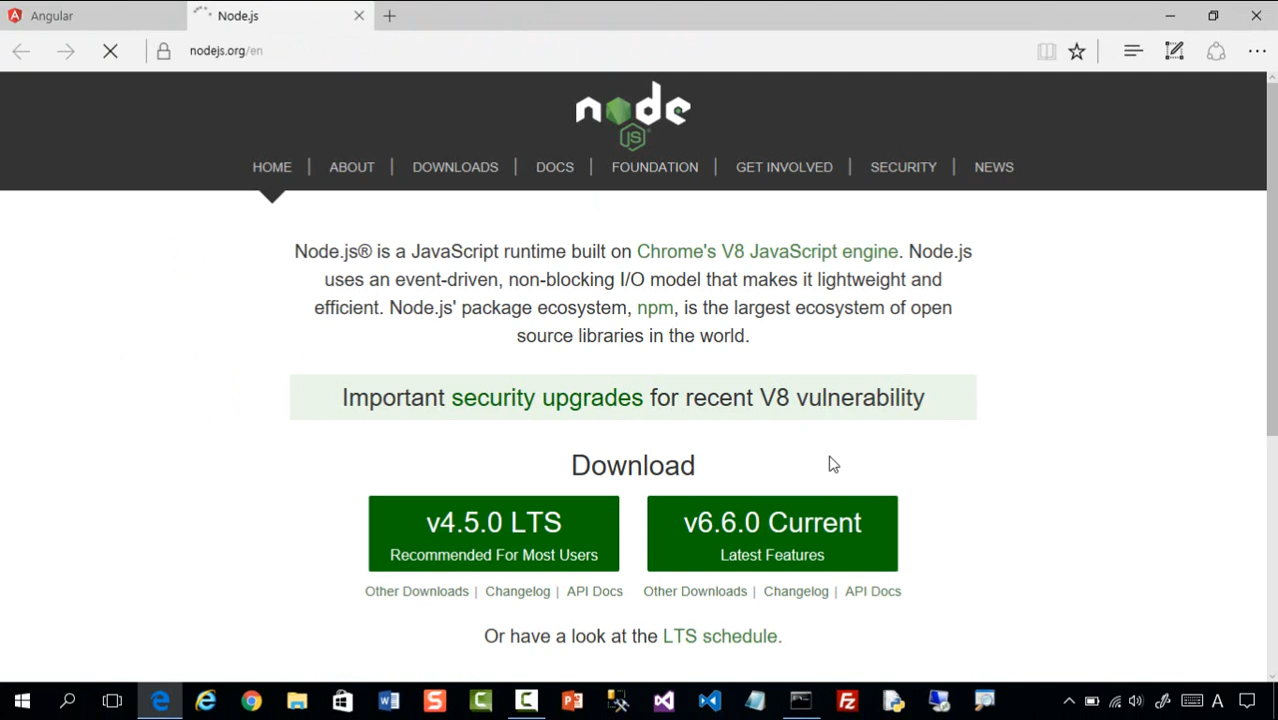 Angular
Node.js
nodejs.org/en
node
JS
HOME | ABOUT | DOWNLOADS | DOCS | FOUNDATION | GET INVOLVED | SECURITY | NEWS
Node.js® is a JavaScript runtime built on Chrome's V8 JavaScript engine. Node.js
uses an event-driven, non-blocking I/O model that makes it lightweight and
efficient. Node.js' package ecosystem, npm, is the largest ecosystem of open
source libraries in the world.
Important security upgrades for recent V8 vulnerability
Download
v4.5.0 LTS
Recommended For Most Users
v6.6.0 Current
Latest Features
Other Downloads | Changelog | API Docs
Other Downloads | Changelog | API Docs
Or have a look at the LTS schedule.